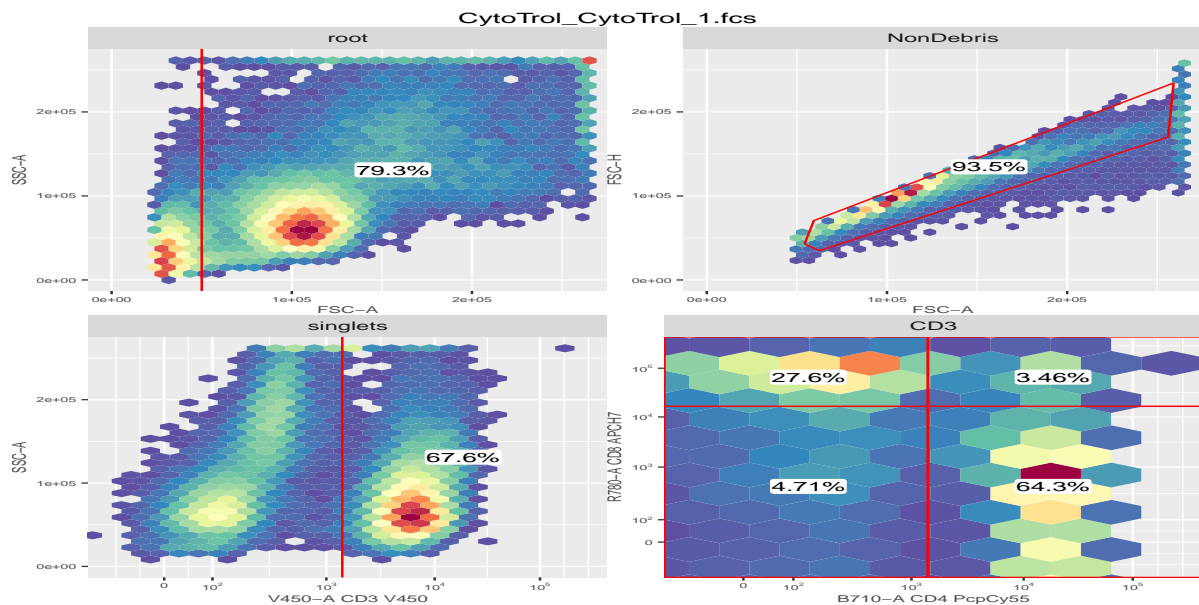 CytoTrol_CytoTrol_1.fcs
root
NonDebris
2e+05
1e+05
0e+00
SSC-A
79.3%
0e+00
1e+05
2e+05
FSC-A
2e+05
1e+05
0e+00
FSC-H
93.5%
0e+00
1e+05
2e+05
FSC-A
singlets
CD3
2e+05
1e+05
0e+00
SSC-A
67.6%
0
10²
10³
10⁴
10⁵
V450-A CD3 V450
10⁵
10⁴
10³
10²
0
R780-A CD8 APCH7
27.6%
3.46%
4.71%
64.3%
0
10²
10³
10⁴
10⁵
B710-A CD4 PcpCy55